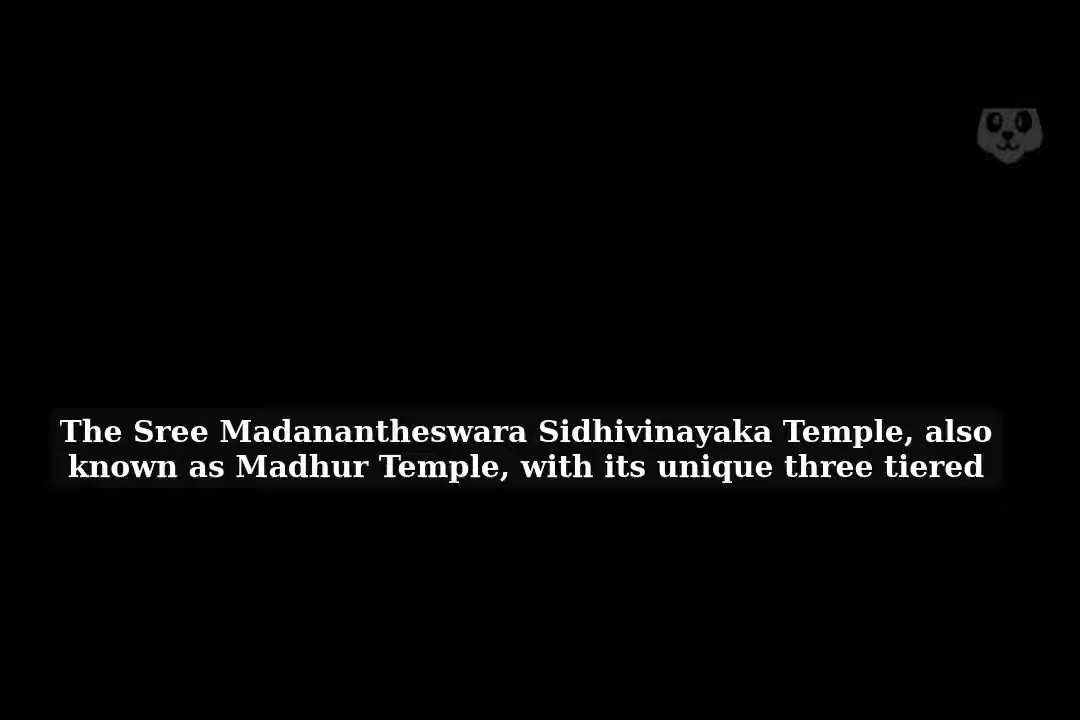 The Sree Madanantheswara Sidhivinayaka Temple, also
known as Madhur Temple, with its unique three tiered